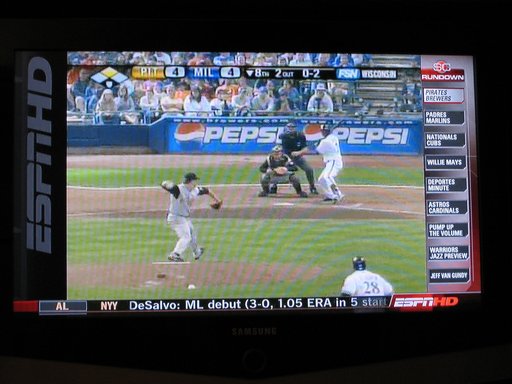 ESPNHD
PIT 4 MIL 4 ▼8TH 2 OUT 0-2 FSN WISCONSIN
SC
RUNDOWN
PIRATES
BREWERS
PADRES
MARLINS
NATIONALS
CUBS
WILLIE MAYS
DEPORTES
MINUTE
ASTROS
CARDINALS
PUMP UP
THE VOLUME
WARRIORS
JAZZ PREVIEW
JEFF VAN GUNDY
PEPSI
PEPSI
28
AL NYY DeSalvo: ML debut (3-0, 1.05 ERA in 5 start
ESPNHD
SAMSUNG